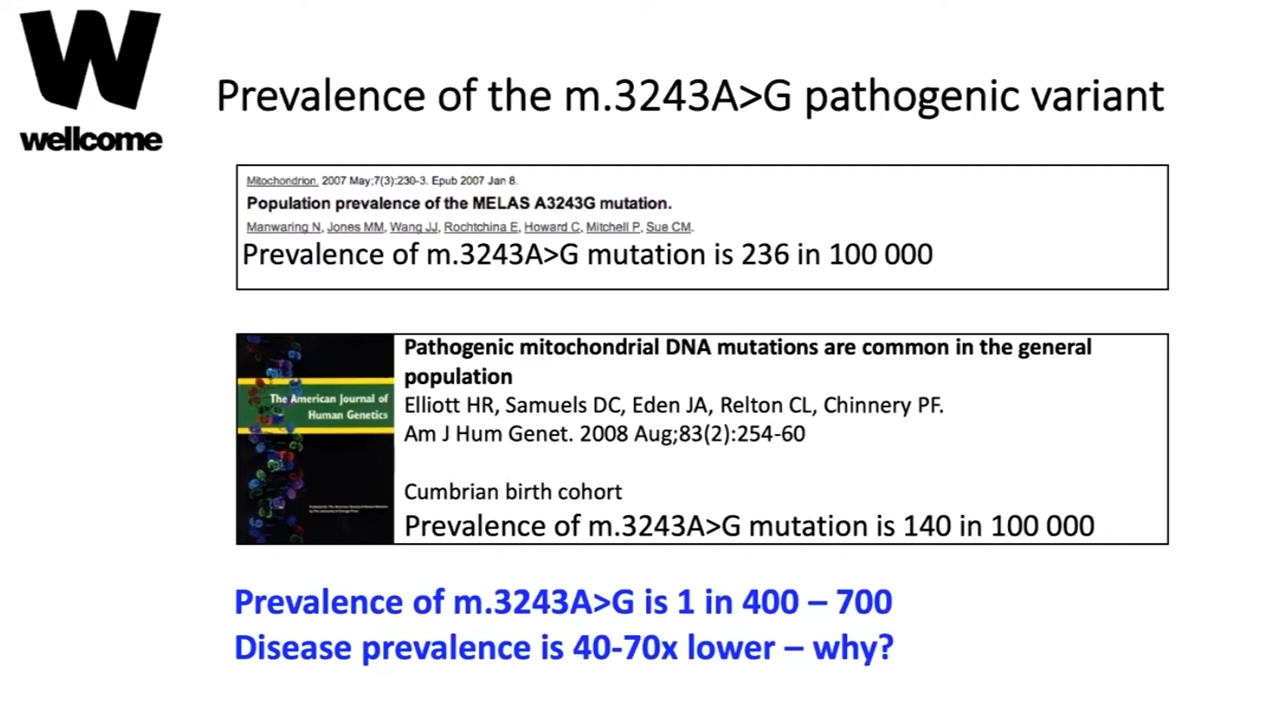 W
wellcome
Prevalence of the m.3243A>G pathogenic variant
Mitochondrion. 2007 May;7(3):230-3. Epub 2007 Jan 8.
Population prevalence of the MELAS A3243G mutation.
Manwaring N, Jones MM, Wang JJ, Rochtchina E, Howard C, Mitchell P, Sue CM.
Prevalence of m.3243A>G mutation is 236 in 100 000
The American Journal of
Human Genetics
Pathogenic mitochondrial DNA mutations are common in the general
population
Elliott HR, Samuels DC, Eden JA, Relton CL, Chinnery PF.
Am J Hum Genet. 2008 Aug;83(2):254-60
Cumbrian birth cohort
Prevalence of m.3243A>G mutation is 140 in 100 000
Prevalence of m.3243A>G is 1 in 400 – 700
Disease prevalence is 40-70x lower – why?